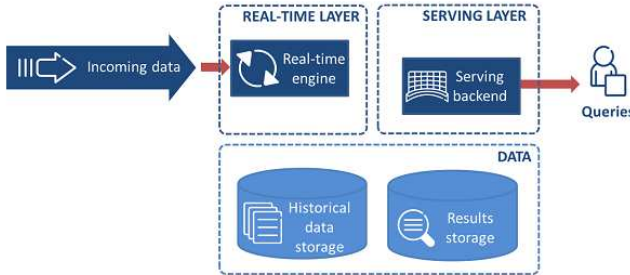 REAL-TIME LAYER
SERVING LAYER
Incoming data
Real-time
engine
Serving
backend
Queries
DATA
Historical
data
storage
Results
storage